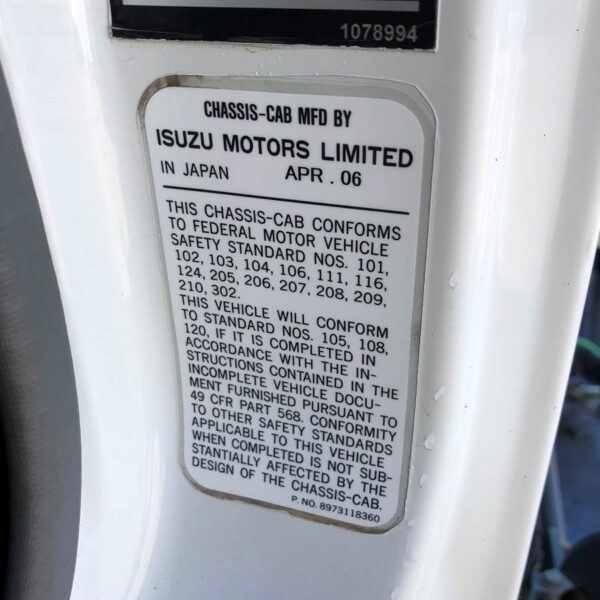 1078994
CHASSIS-CAB MFD BY
ISUZU MOTORS LIMITED
IN JAPAN APR . 06
THIS CHASSIS-CAB CONFORMS
TO FEDERAL MOTOR VEHICLE
SAFETY STANDARD NOS. 101,
102, 103, 104, 106, 111, 116,
124, 205, 206, 207, 208, 209,
210, 302.
THIS VEHICLE WILL CONFORM
TO STANDARD NOS. 105, 108,
120, IF IT IS COMPLETED IN
ACCORDANCE WITH THE IN-
STRUCTIONS CONTAINED IN THE
INCOMPLETE VEHICLE DOCU-
MENT FURNISHED PURSUANT TO
49 CFR PART 568. CONFORMITY
TO OTHER SAFETY STANDARDS
APPLICABLE TO THIS VEHICLE
WHEN COMPLETED IS NOT SUB-
STANTIALLY AFFECTED BY THE
DESIGN OF THE CHASSIS-CAB.
P. NO. 8973118360